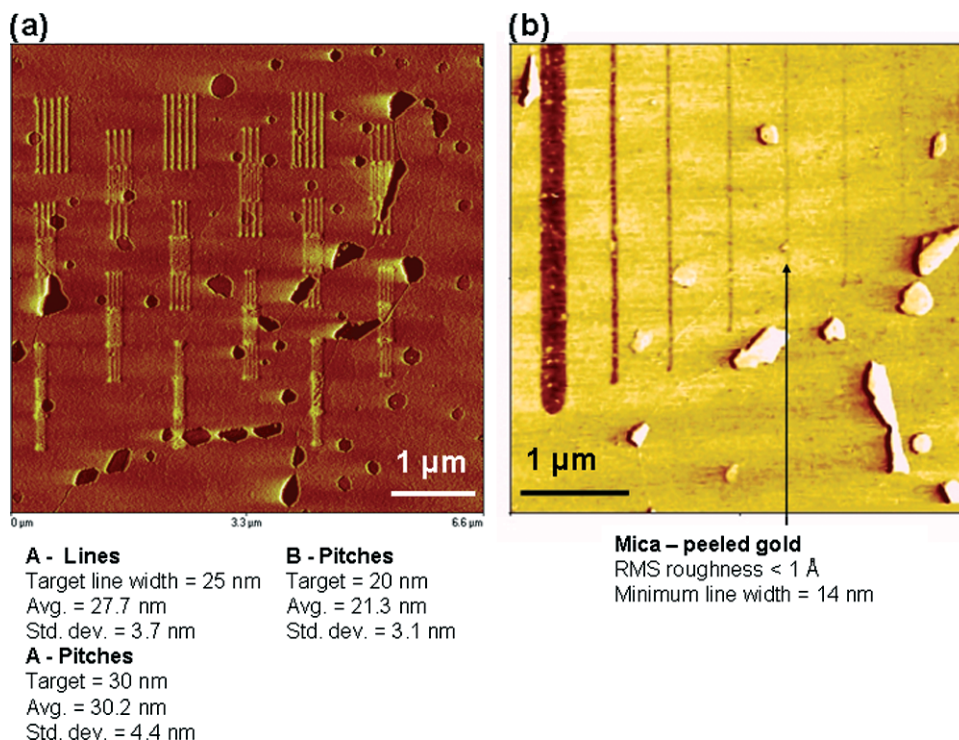 (a)
1 µm
0 µm 3.3 µm 6.6 µm
A - Lines
Target line width = 25 nm
Avg. = 27.7 nm
Std. dev. = 3.7 nm
A - Pitches
Target = 30 nm
Avg. = 30.2 nm
Std. dev. = 4.4 nm
B - Pitches
Target = 20 nm
Avg. = 21.3 nm
Std. dev. = 3.1 nm
(b)
1 µm
Mica – peeled gold
RMS roughness < 1 Å
Minimum line width = 14 nm